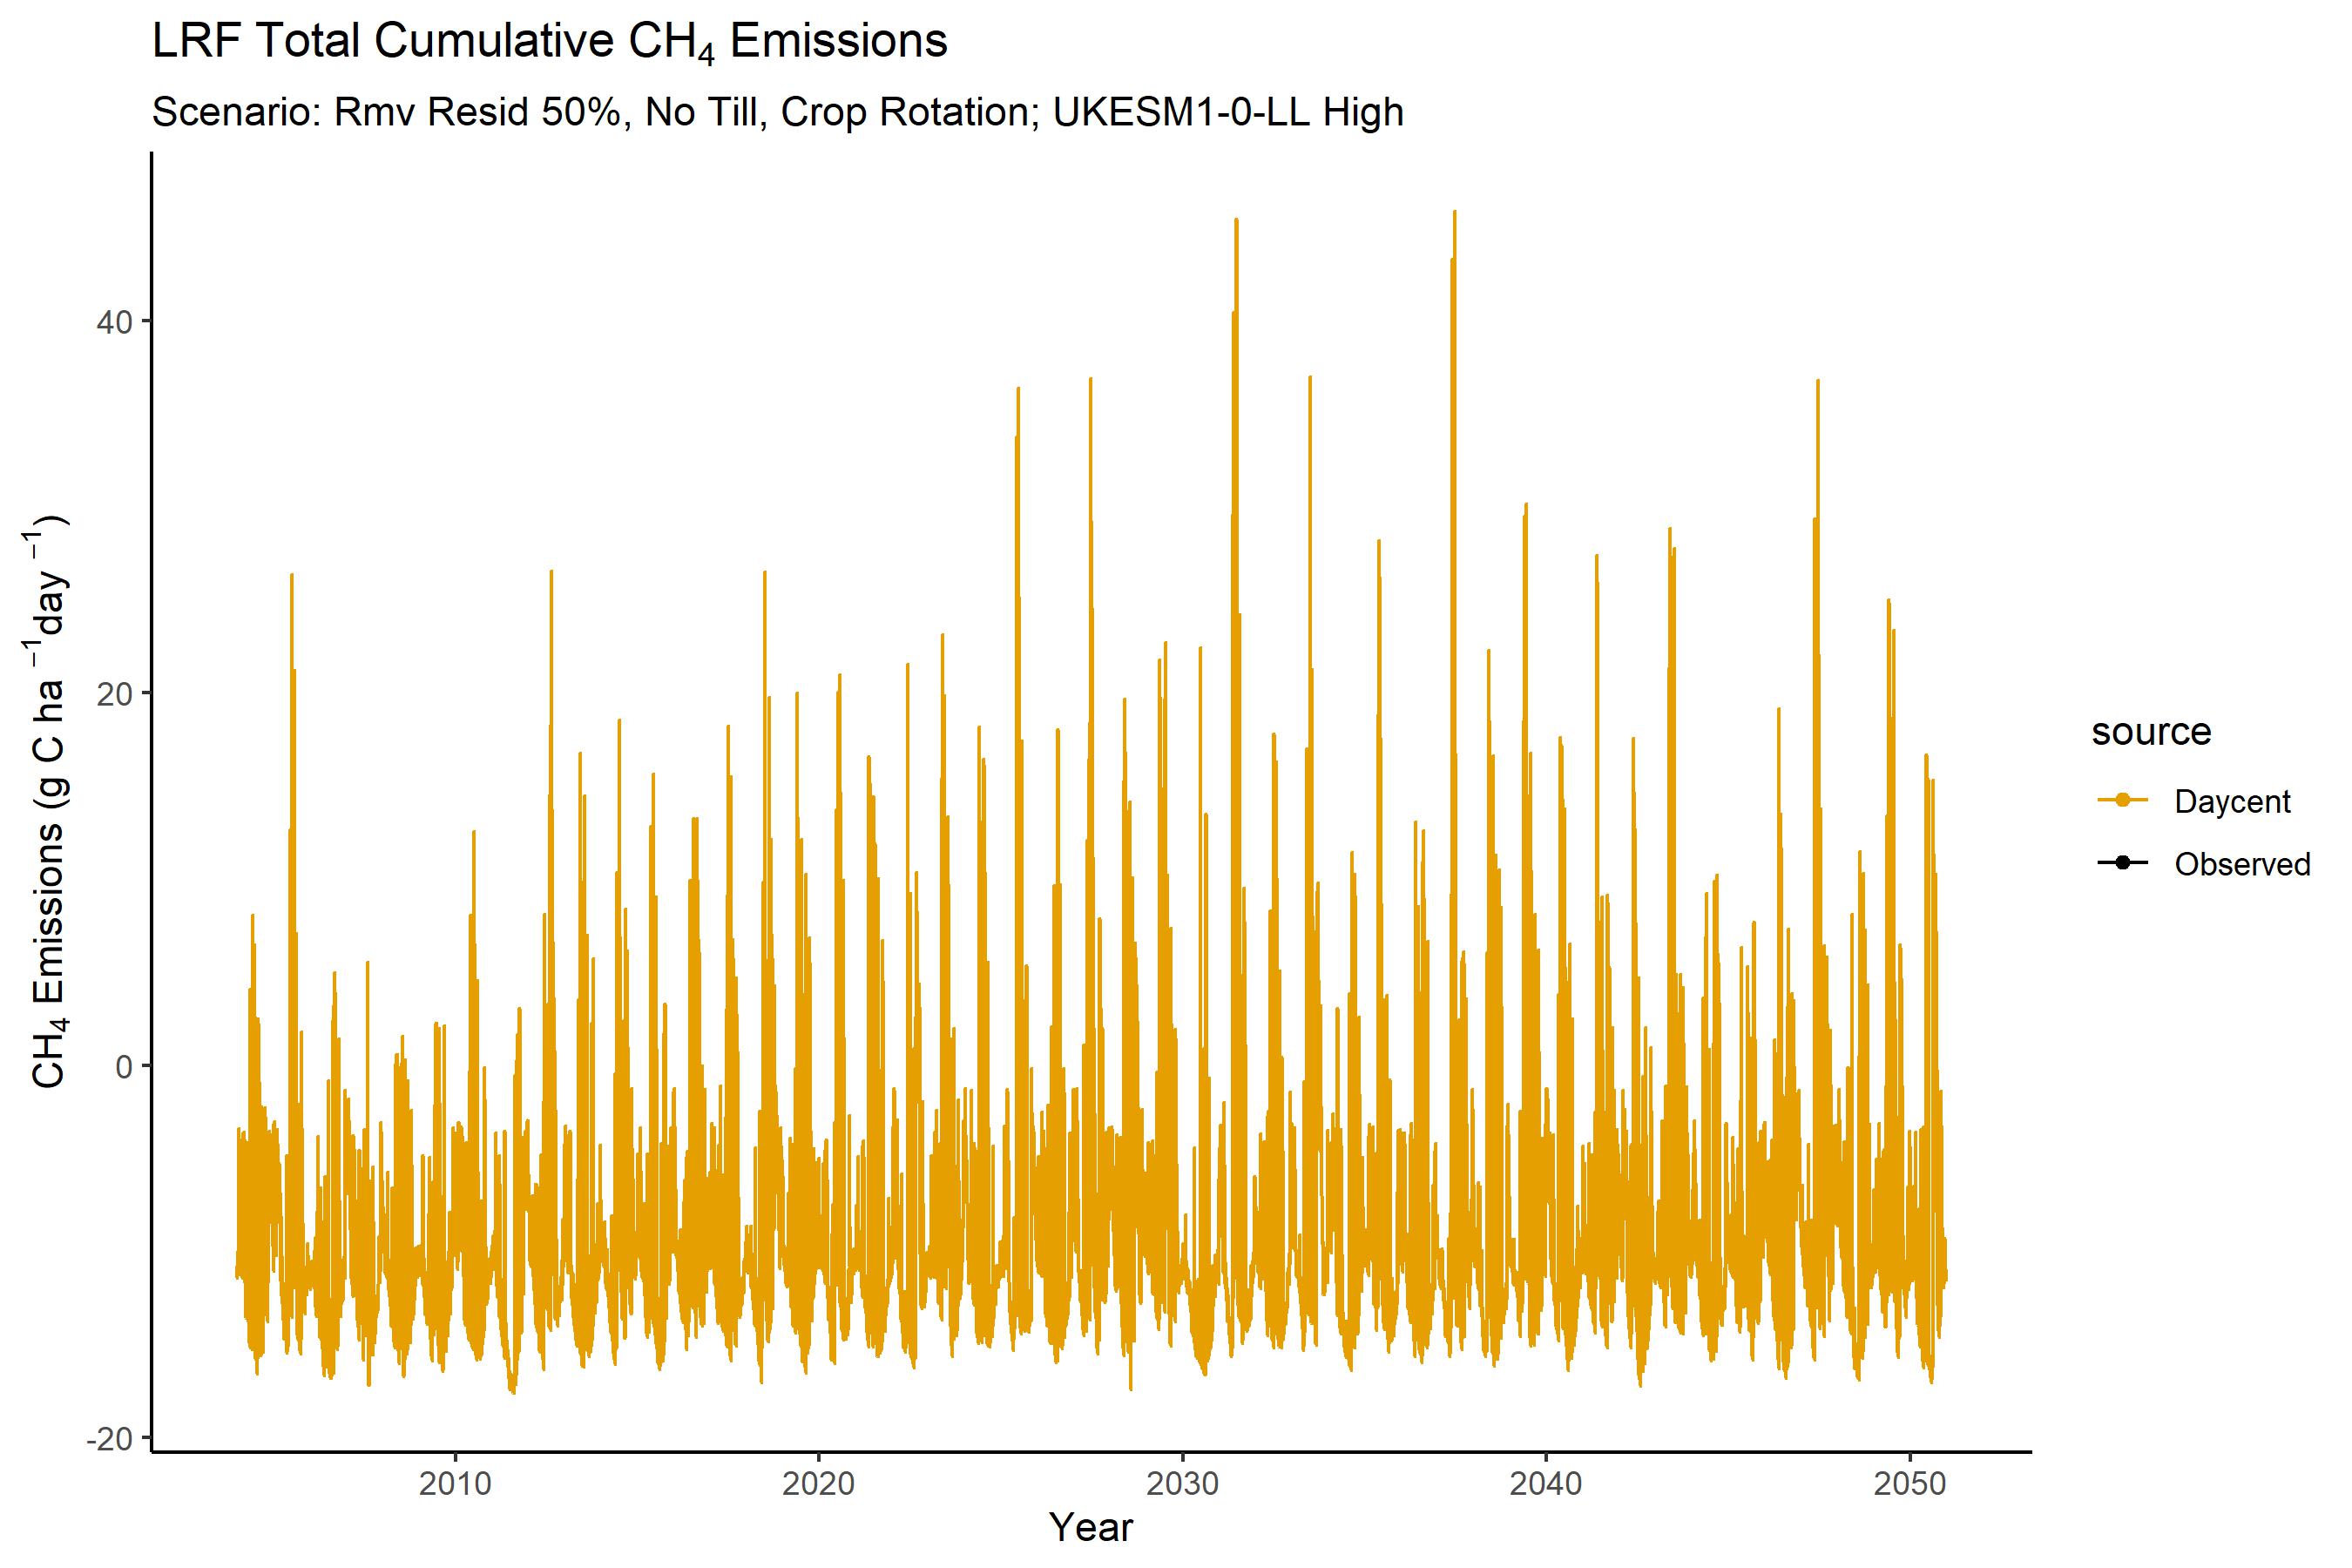 LRF Total Cumulative CH₄ Emissions
Scenario: Rmv Resid 50%, No Till, Crop Rotation; UKESM1-0-LL High
CH₄ Emissions (g C ha ⁻¹day ⁻¹)
40
20
0
-20
2010 2020 2030 2040 2050
Year
source
Daycent
Observed